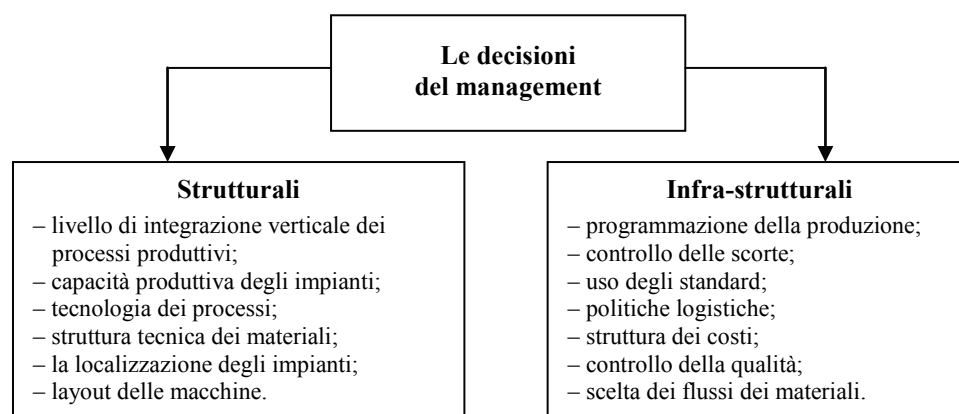 Le decisioni
del management
Strutturali
– livello di integrazione verticale dei
processi produttivi;
– capacità produttiva degli impianti;
– tecnologia dei processi;
– struttura tecnica dei materiali;
– la localizzazione degli impianti;
– layout delle macchine.
Infra-strutturali
– programmazione della produzione;
– controllo delle scorte;
– uso degli standard;
– politiche logistiche;
– struttura dei costi;
– controllo della qualità;
– scelta dei flussi dei materiali.